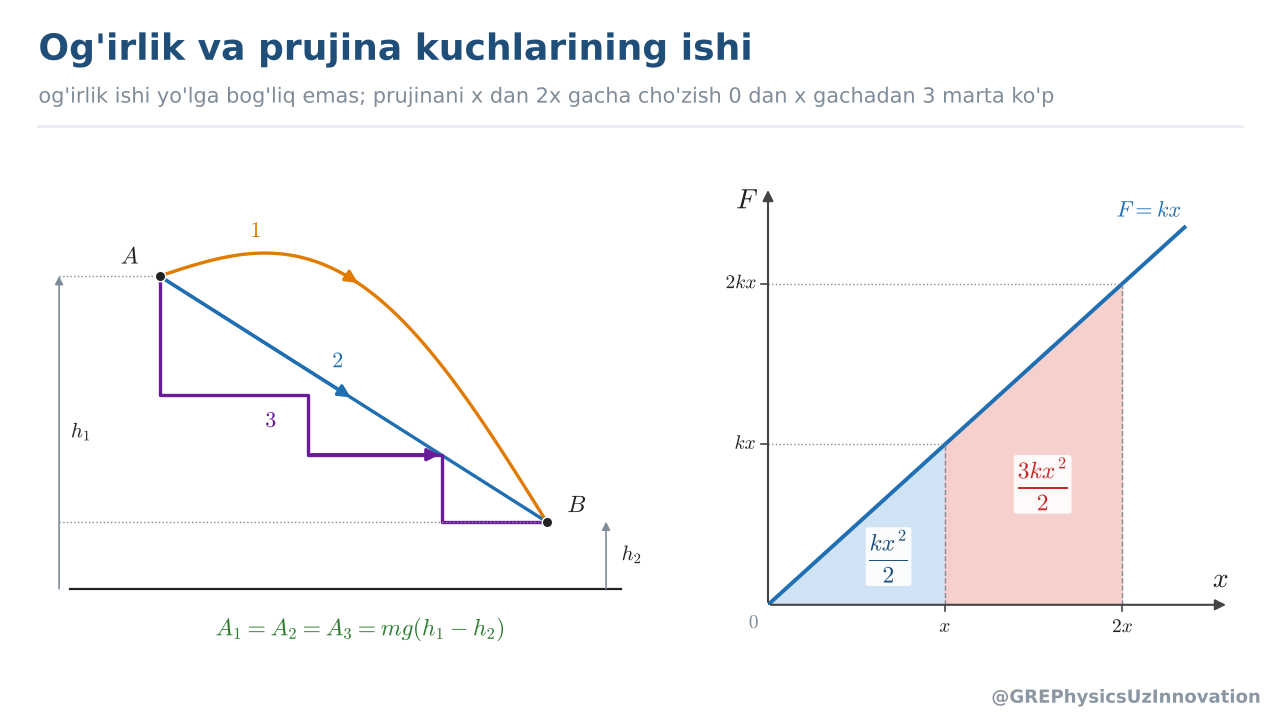 Og'irlik va prujina kuchlarining ishi
og'irlik ishi yo'lga bog'liq emas; prujinani x dan 2x gacha cho'zish 0 dan x gachadan 3 marta ko'p
1
A
2
3
h₁
B
h₂
A₁ = A₂ = A₃ = mg(h₁ − h₂)
F
F = kx
2kx
kx
3kx²/2
kx²/2
x
0
x
2x
@GREPhysicsUzInnovation